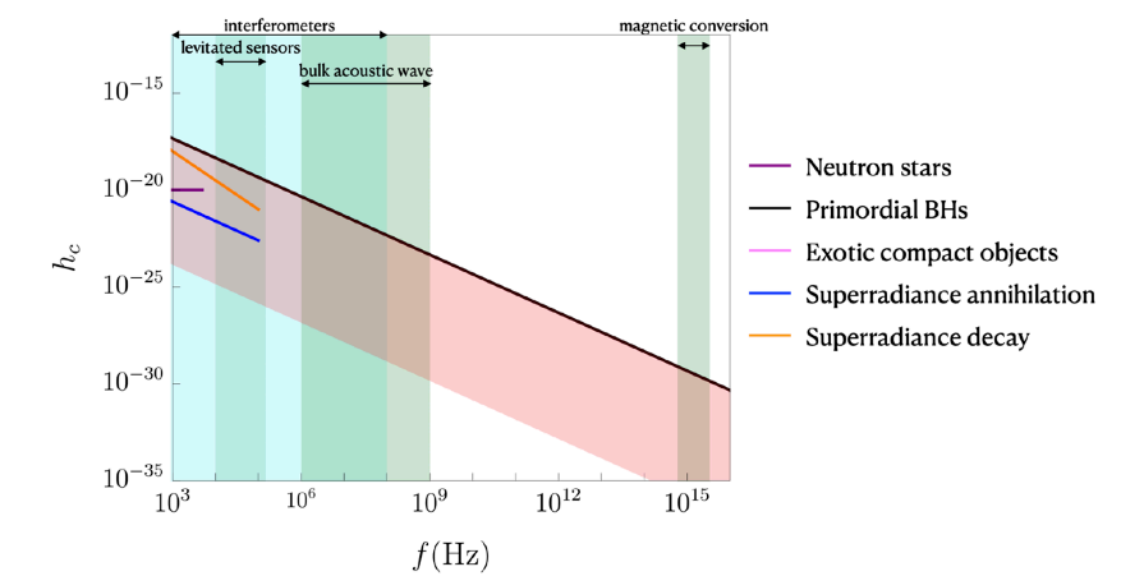 interferometers
magnetic conversion
levitated sensors
bulk acoustic wave
10^{-15}
10^{-20}
10^{-25}
10^{-30}
10^{-35}
h_c
10^3
10^6
10^9
10^{12}
10^{15}
f(Hz)
Neutron stars
Primordial BHs
Exotic compact objects
Superradiance annihilation
Superradiance decay